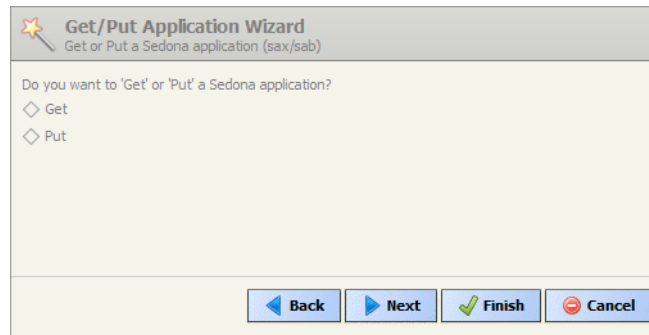 Get/Put Application Wizard
Get or Put a Sedona application (sax/sab)
Do you want to 'Get' or 'Put' a Sedona application?
Get
Put
Back Next Finish Cancel